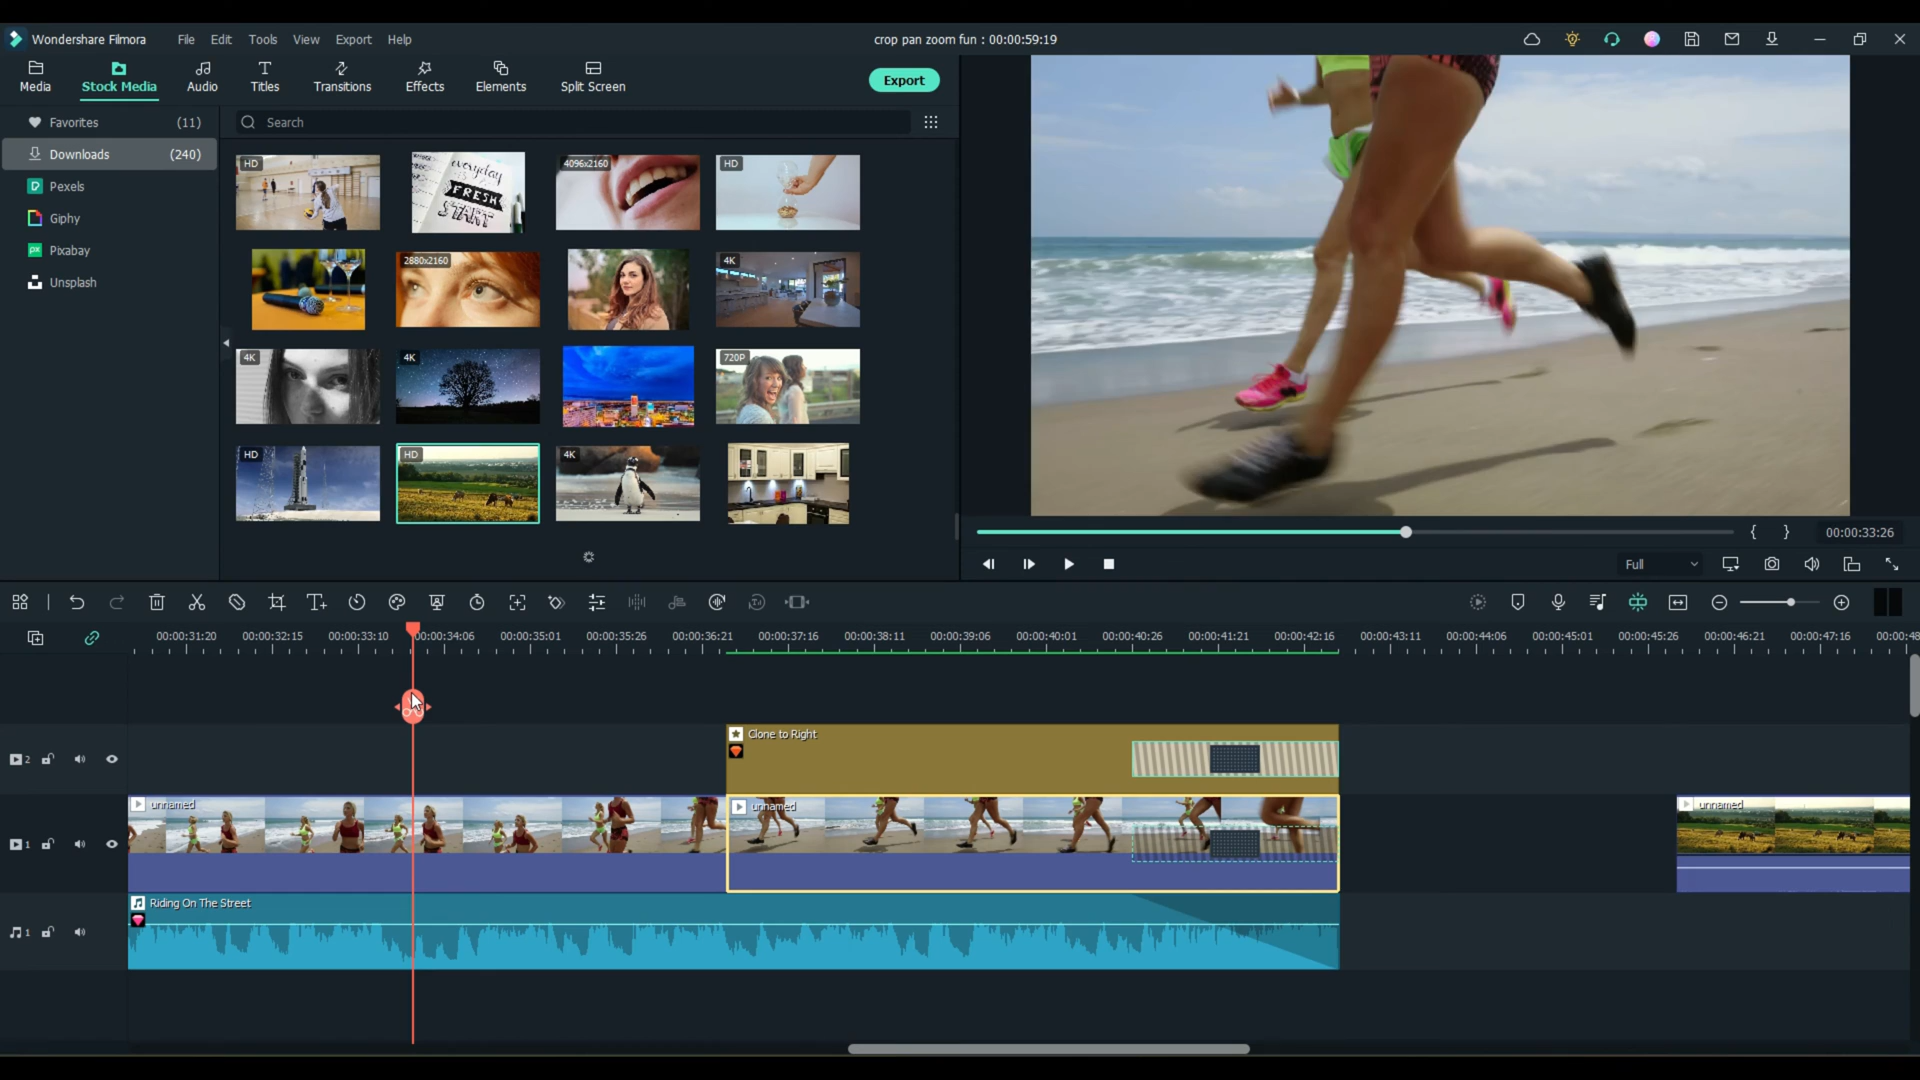 Wondershare Filmora File Edit Tools View Export Help crop pan zoom fun : 00:00:59:19
Media Stock Media Audio Titles Transitions Effects Elements Split Screen Export
Favorites (11) Search
Downloads (240)
Pexels
Giphy
Pixabay
Unsplash
HD 4096x2160 HD
everyday
FRESH
START
2880x2160 4K
4K 4K 720P
HD HD 4K
{ } 00:00:33:26
Full
00:00:31:20 00:00:32:15 00:00:33:10 00:00:34:06 00:00:35:01 00:00:35:26 00:00:36:21 00:00:37:16 00:00:38:11 00:00:39:06 00:00:40:01 00:00:40:26 00:00:41:21 00:00:42:16 00:00:43:11 00:00:44:06 00:00:45:01 00:00:45:26 00:00:46:21 00:00:47:16 00:00:48
2 Clone to Right
unnamed unnamed unnamed
1
Riding On The Street
1